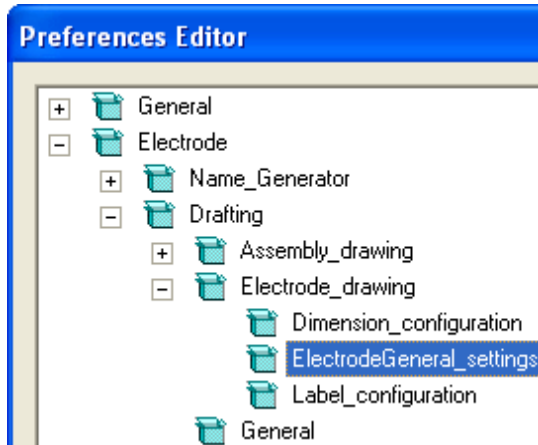 Preferences Editor
General
Electrode
Name_Generator
Drafting
Assembly_drawing
Electrode_drawing
Dimension_configuration
ElectrodeGeneral_settings
Label_configuration
General